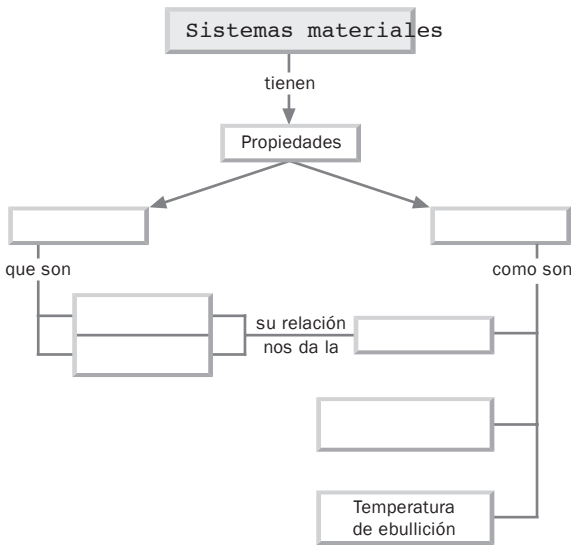 Sistemas materiales
tienen
Propiedades
que son
como son
su relación
nos da la
Temperatura
de ebullición